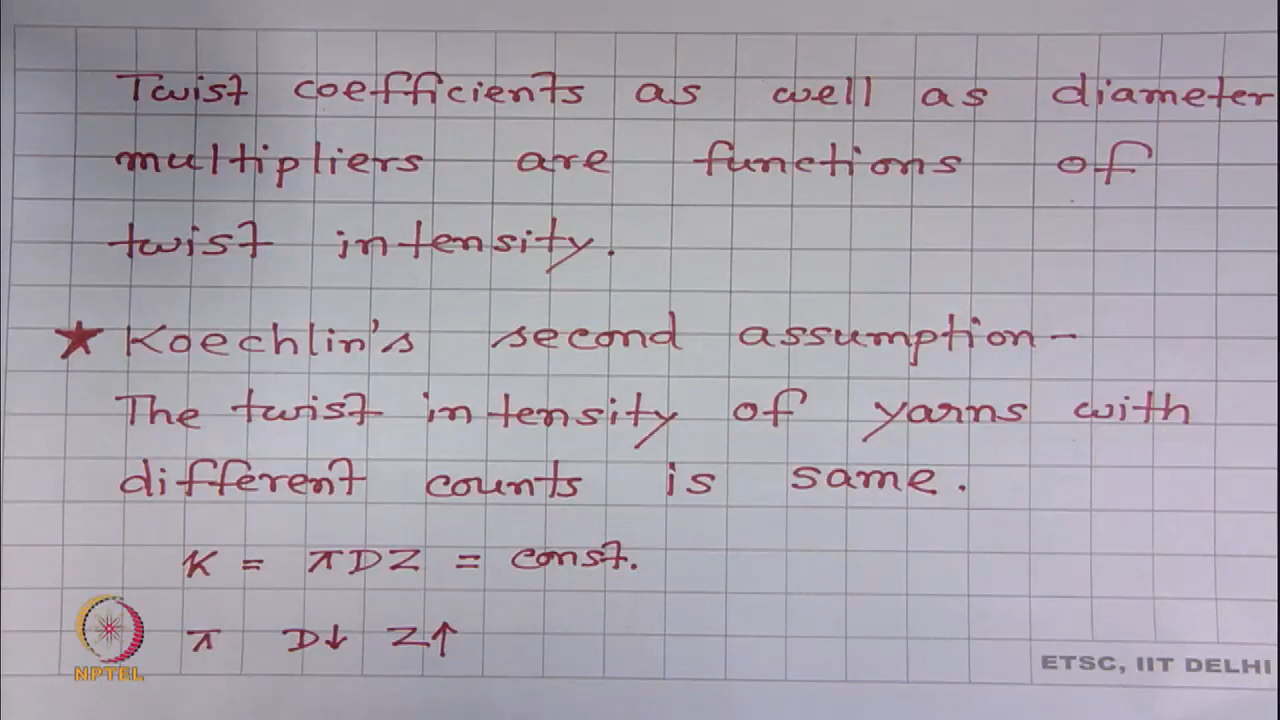 Twist coefficients as well as diameter
multipliers are functions of
twist intensity.
★ Koechlin's second assumption -
The twist intensity of yarns with
different counts is same.
K = πDZ = const.
π D↓ Z↑
NPTEL
ETSC, IIT DELHI